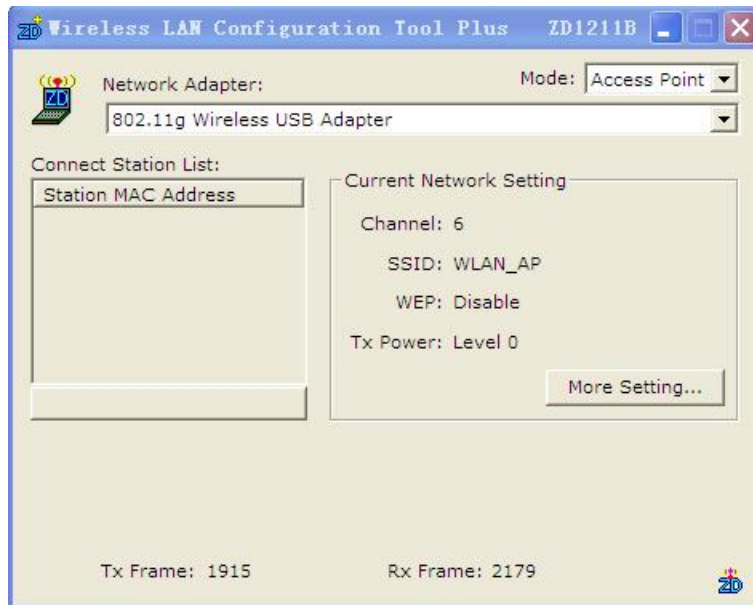 Wireless LAN Configuration Tool Plus ZD1211B
ZD
Mode: Access Point
Network Adapter:
802.11g Wireless USB Adapter
Connect Station List:
Station MAC Address
Current Network Setting
Channel: 6
SSID: WLAN_AP
WEP: Disable
Tx Power: Level 0
More Setting...
Tx Frame: 1915 Rx Frame: 2179
ZD